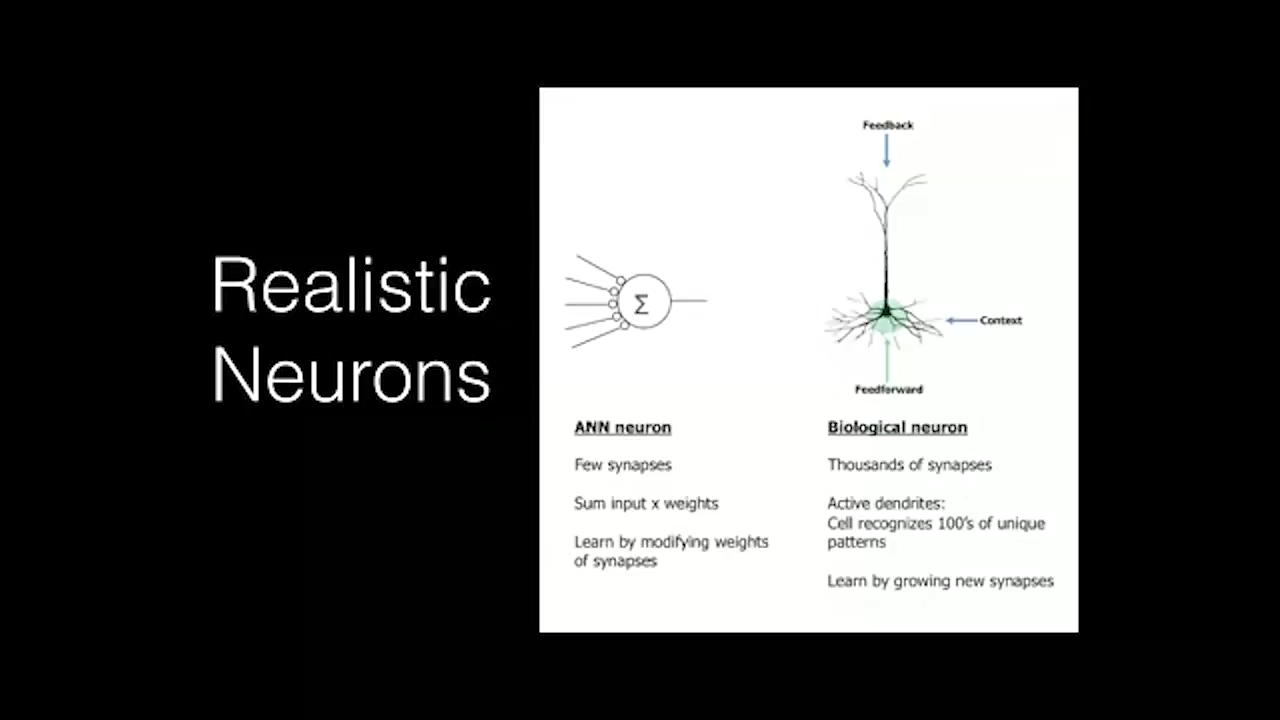 Realistic
Neurons
Feedback
Σ
Context
Feedforward
ANN neuron
Few synapses
Sum input x weights
Learn by modifying weights
of synapses
Biological neuron
Thousands of synapses
Active dendrites:
Cell recognizes 100's of unique
patterns
Learn by growing new synapses